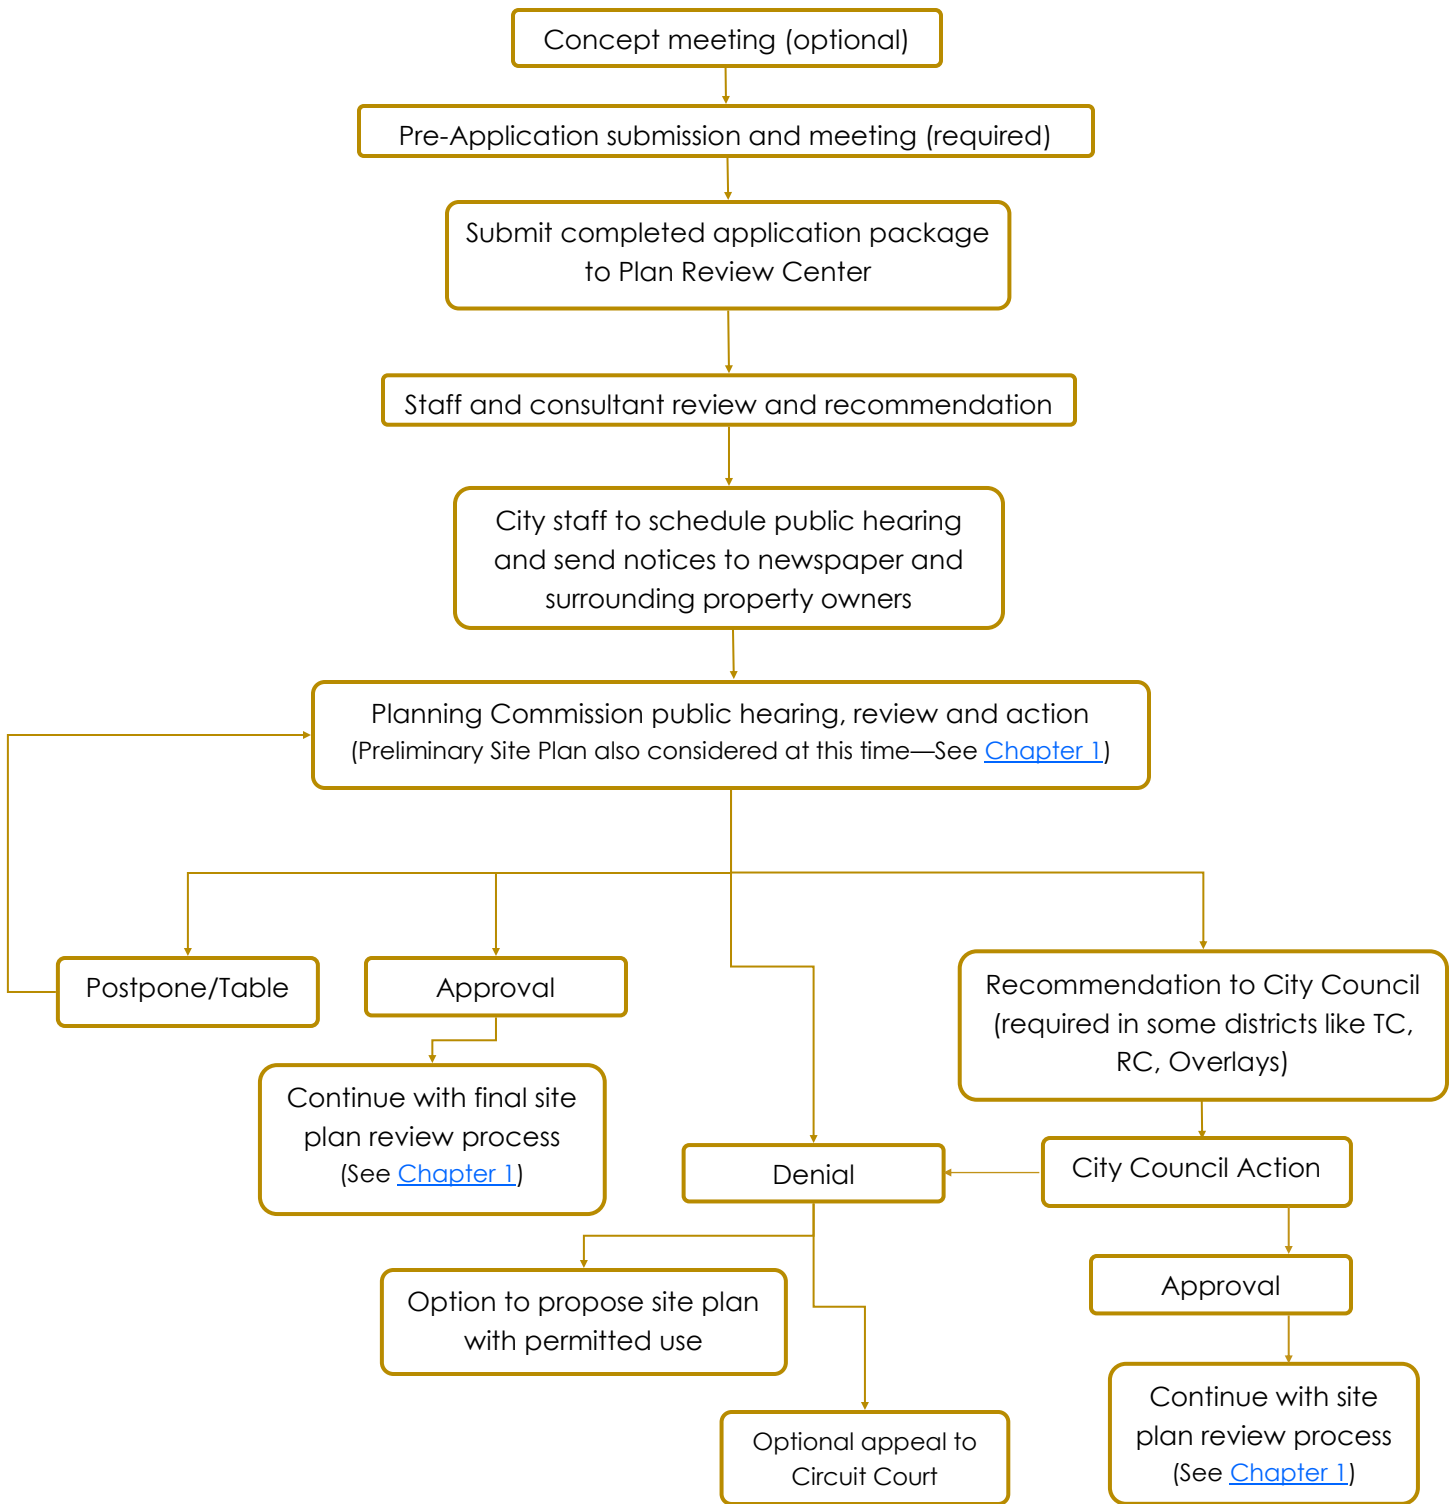 Concept meeting (optional)
Pre-Application submission and meeting (required)
Submit completed application package
to Plan Review Center
Staff and consultant review and recommendation
City staff to schedule public hearing
and send notices to newspaper and
surrounding property owners
Planning Commission public hearing, review and action
(Preliminary Site Plan also considered at this time—See Chapter 1)
Postpone/Table
Approval
Recommendation to City Council
(required in some districts like TC,
RC, Overlays)
Continue with final site
plan review process
(See Chapter 1)
Denial
City Council Action
Option to propose site plan
with permitted use
Approval
Optional appeal to
Circuit Court
Continue with site
plan review process
(See Chapter 1)